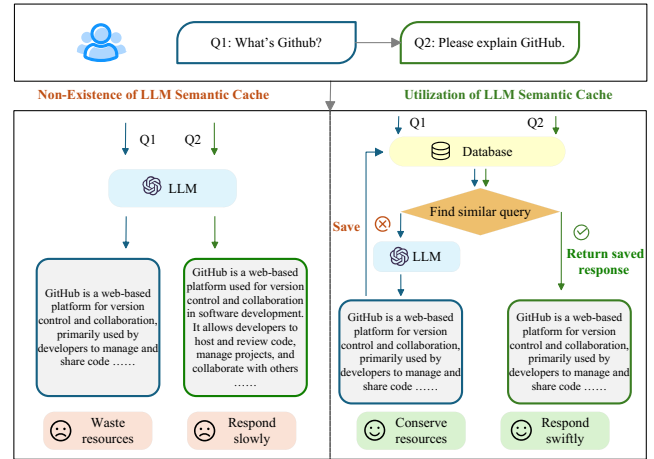 Q1: What's Github?
Q2: Please explain GitHub.
Non-Existence of LLM Semantic Cache
Utilization of LLM Semantic Cache
Q1
Q2
LLM
GitHub is a web-based
platform for version
control and collaboration,
primarily used by
developers to manage and
share code ……
GitHub is a web-based
platform used for version
control and collaboration
in software development.
It allows developers to
host and review code,
manage projects, and
collaborate with others
……
Waste
resources
Respond
slowly
Q1
Q2
Database
Find similar query
Save
LLM
Return saved
response
GitHub is a web-based
platform for version
control and collaboration,
primarily used by
developers to manage and
share code ……
GitHub is a web-based
platform for version
control and collaboration,
primarily used by
developers to manage and
share code ……
Conserve
resources
Respond
swiftly